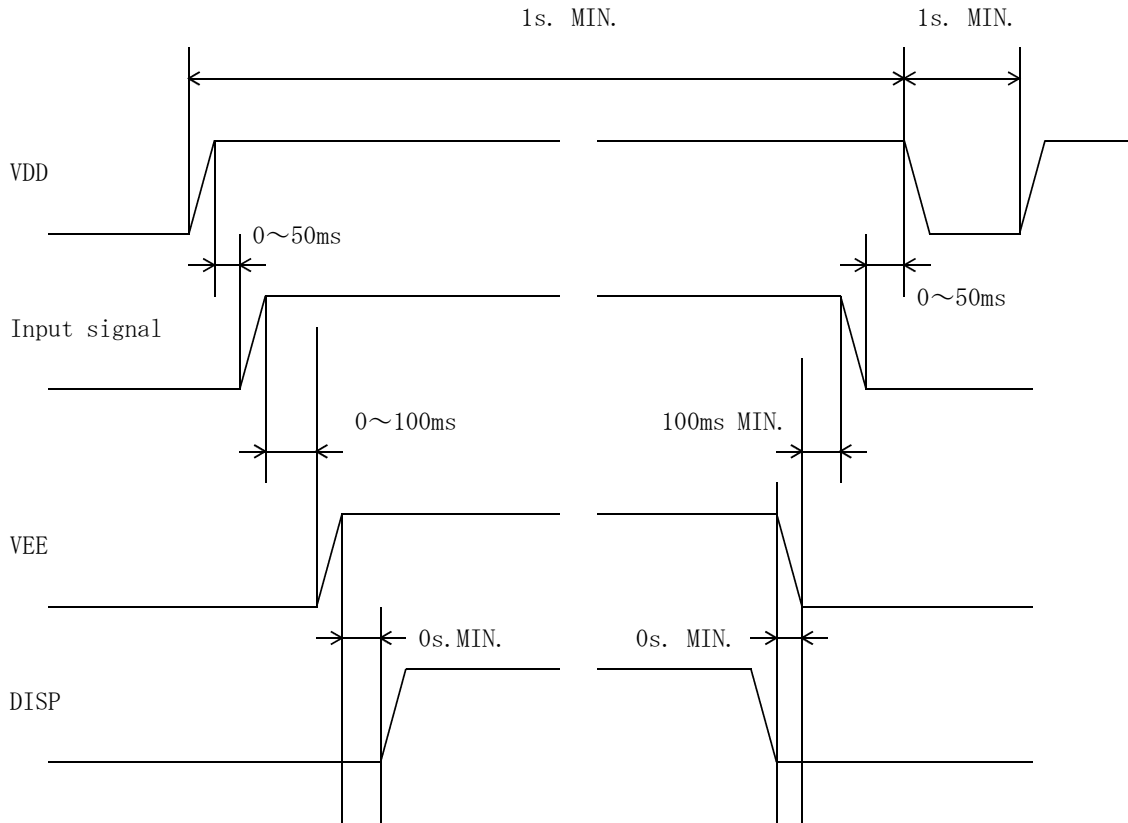 1s. MIN.
1s. MIN.
VDD
0～50ms
0～50ms
Input signal
0～100ms
100ms MIN.
VEE
0s.MIN.
0s. MIN.
DISP